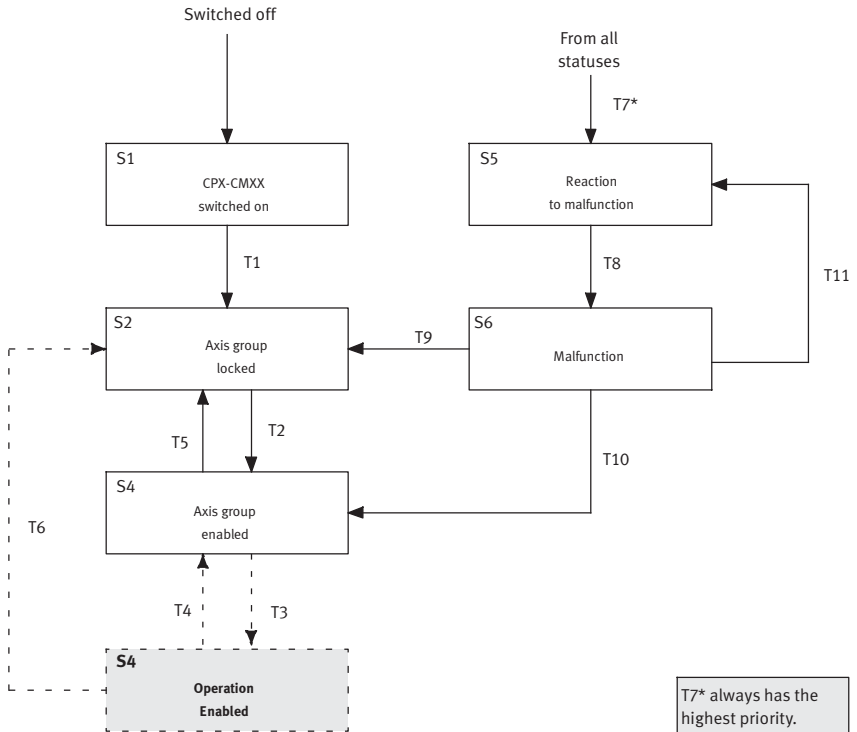 Switched off
From all
statuses
T7*
S1
CPX-CMXX
switched on
S5
Reaction
to malfunction
T1
T8
T11
S2
Axis group
locked
T9
S6
Malfunction
T5
T2
T10
S4
Axis group
enabled
T6
T4
T3
S4
Operation
Enabled
T7* always has the
highest priority.